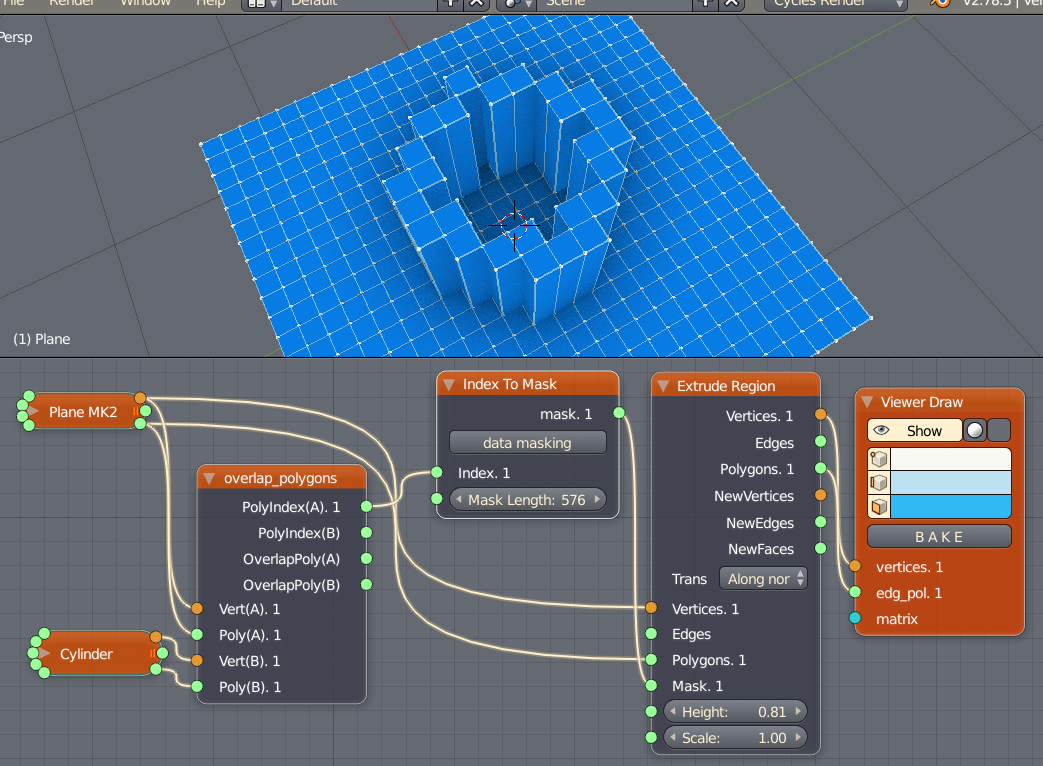 File Render Window Help Default Scene Cycles Render v2.78.5 | Ver
Persp
(1) Plane
Plane MK2
overlap_polygons
PolyIndex(A). 1
PolyIndex(B)
OverlapPoly(A)
OverlapPoly(B)
Vert(A). 1
Poly(A). 1
Vert(B). 1
Poly(B). 1
Cylinder
Index To Mask
mask. 1
data masking
Index. 1
Mask Length: 576
Extrude Region
Vertices. 1
Edges
Polygons. 1
NewVertices
NewEdges
NewFaces
Trans Along nor
Vertices. 1
Edges
Polygons. 1
Mask. 1
Height: 0.81
Scale: 1.00
Viewer Draw
Show
BAKE
vertices. 1
edg_pol. 1
matrix